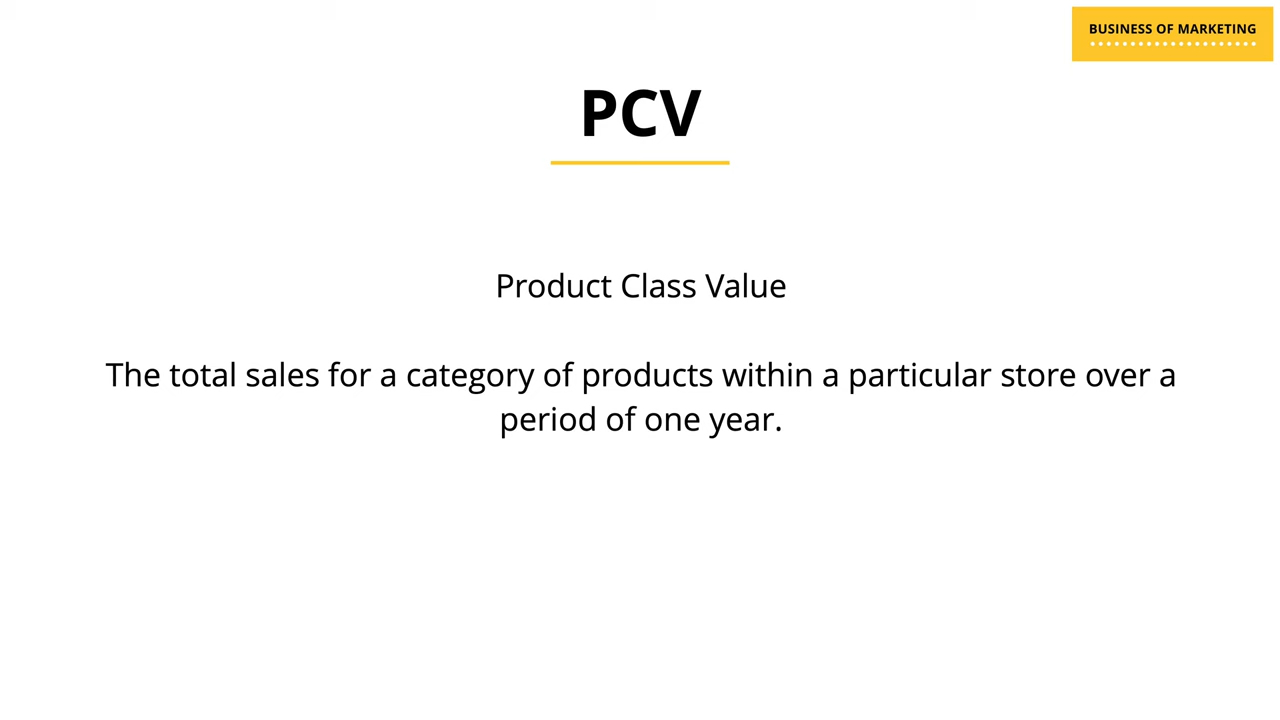 BUSINESS OF MARKETING
PCV
Product Class Value
The total sales for a category of products within a particular store over a
period of one year.